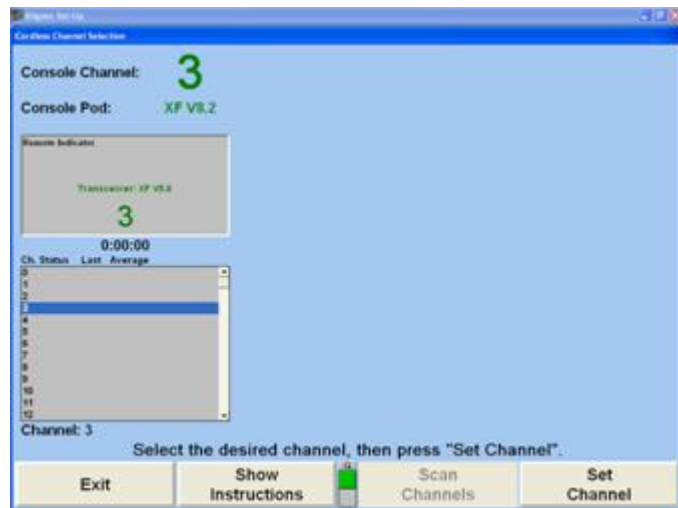 Cordless Channel Selection
Console Channel: 3
Console Pod: XF V8.2
Remote Indicator
3
0:00:00
Ch. Status Last Average
0
1
2
3
4
5
6
7
8
9
10
11
12
Channel: 3
Select the desired channel, then press "Set Channel".
Exit
Show
Instructions
Scan
Channels
Set
Channel